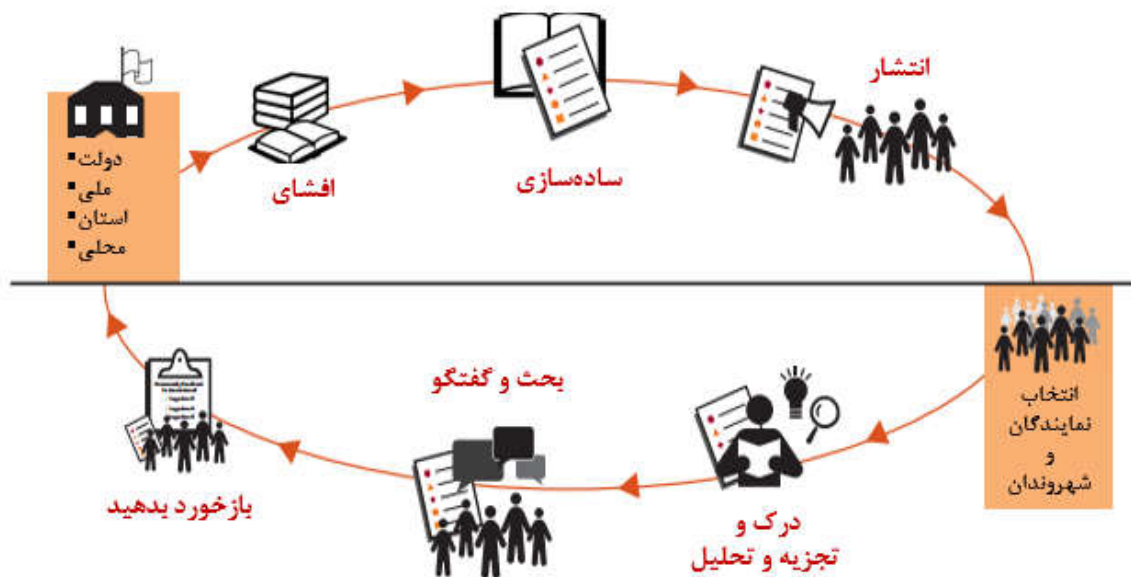 انتشار
ساده‌سازی
افشای
▪دولت
▪ملی
▪استان
▪محلی
انتخاب
نمایندگان
و
شهروندان
درک و
تجزیه و تحلیل
بحث و گفتگو
بازخورد بدهید